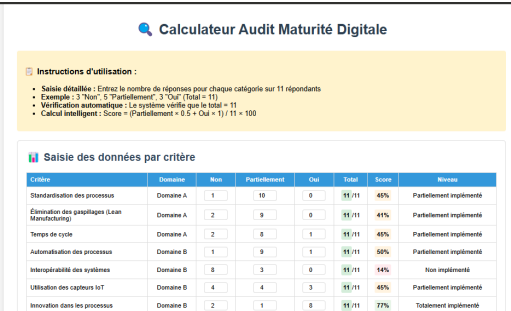 Calculateur Audit Maturité Digitale
Instructions d'utilisation :
Saisie détaillée : Entrez le nombre de réponses pour chaque catégorie sur 11 répondants
Exemple : 3 "Non", 5 "Partiellement", 3 "Oui" (Total = 11)
Vérification automatique : Le système vérifie que le total = 11
Calcul intelligent : Score = (Partiellement × 0.5 + Oui × 1) / 11 × 100
Saisie des données par critère
Critère Domaine Non Partiellement Oui Total Score Niveau
Standardisation des processus Domaine A 1 10 0 11 /11 45% Partiellement implémenté
Élimination des gaspillages (Lean
Manufacturing) Domaine A 2 9 0 11 /11 41% Partiellement implémenté
Temps de cycle Domaine A 2 8 1 11 /11 45% Partiellement implémenté
Automatisation des processus Domaine B 1 9 1 11 /11 50% Partiellement implémenté
Interopérabilité des systèmes Domaine B 8 3 0 11 /11 14% Non implémenté
Utilisation des capteurs IoT Domaine B 4 4 3 11 /11 45% Partiellement implémenté
Innovation dans les processus Domaine B 2 1 8 11 /11 77% Totalement implémenté